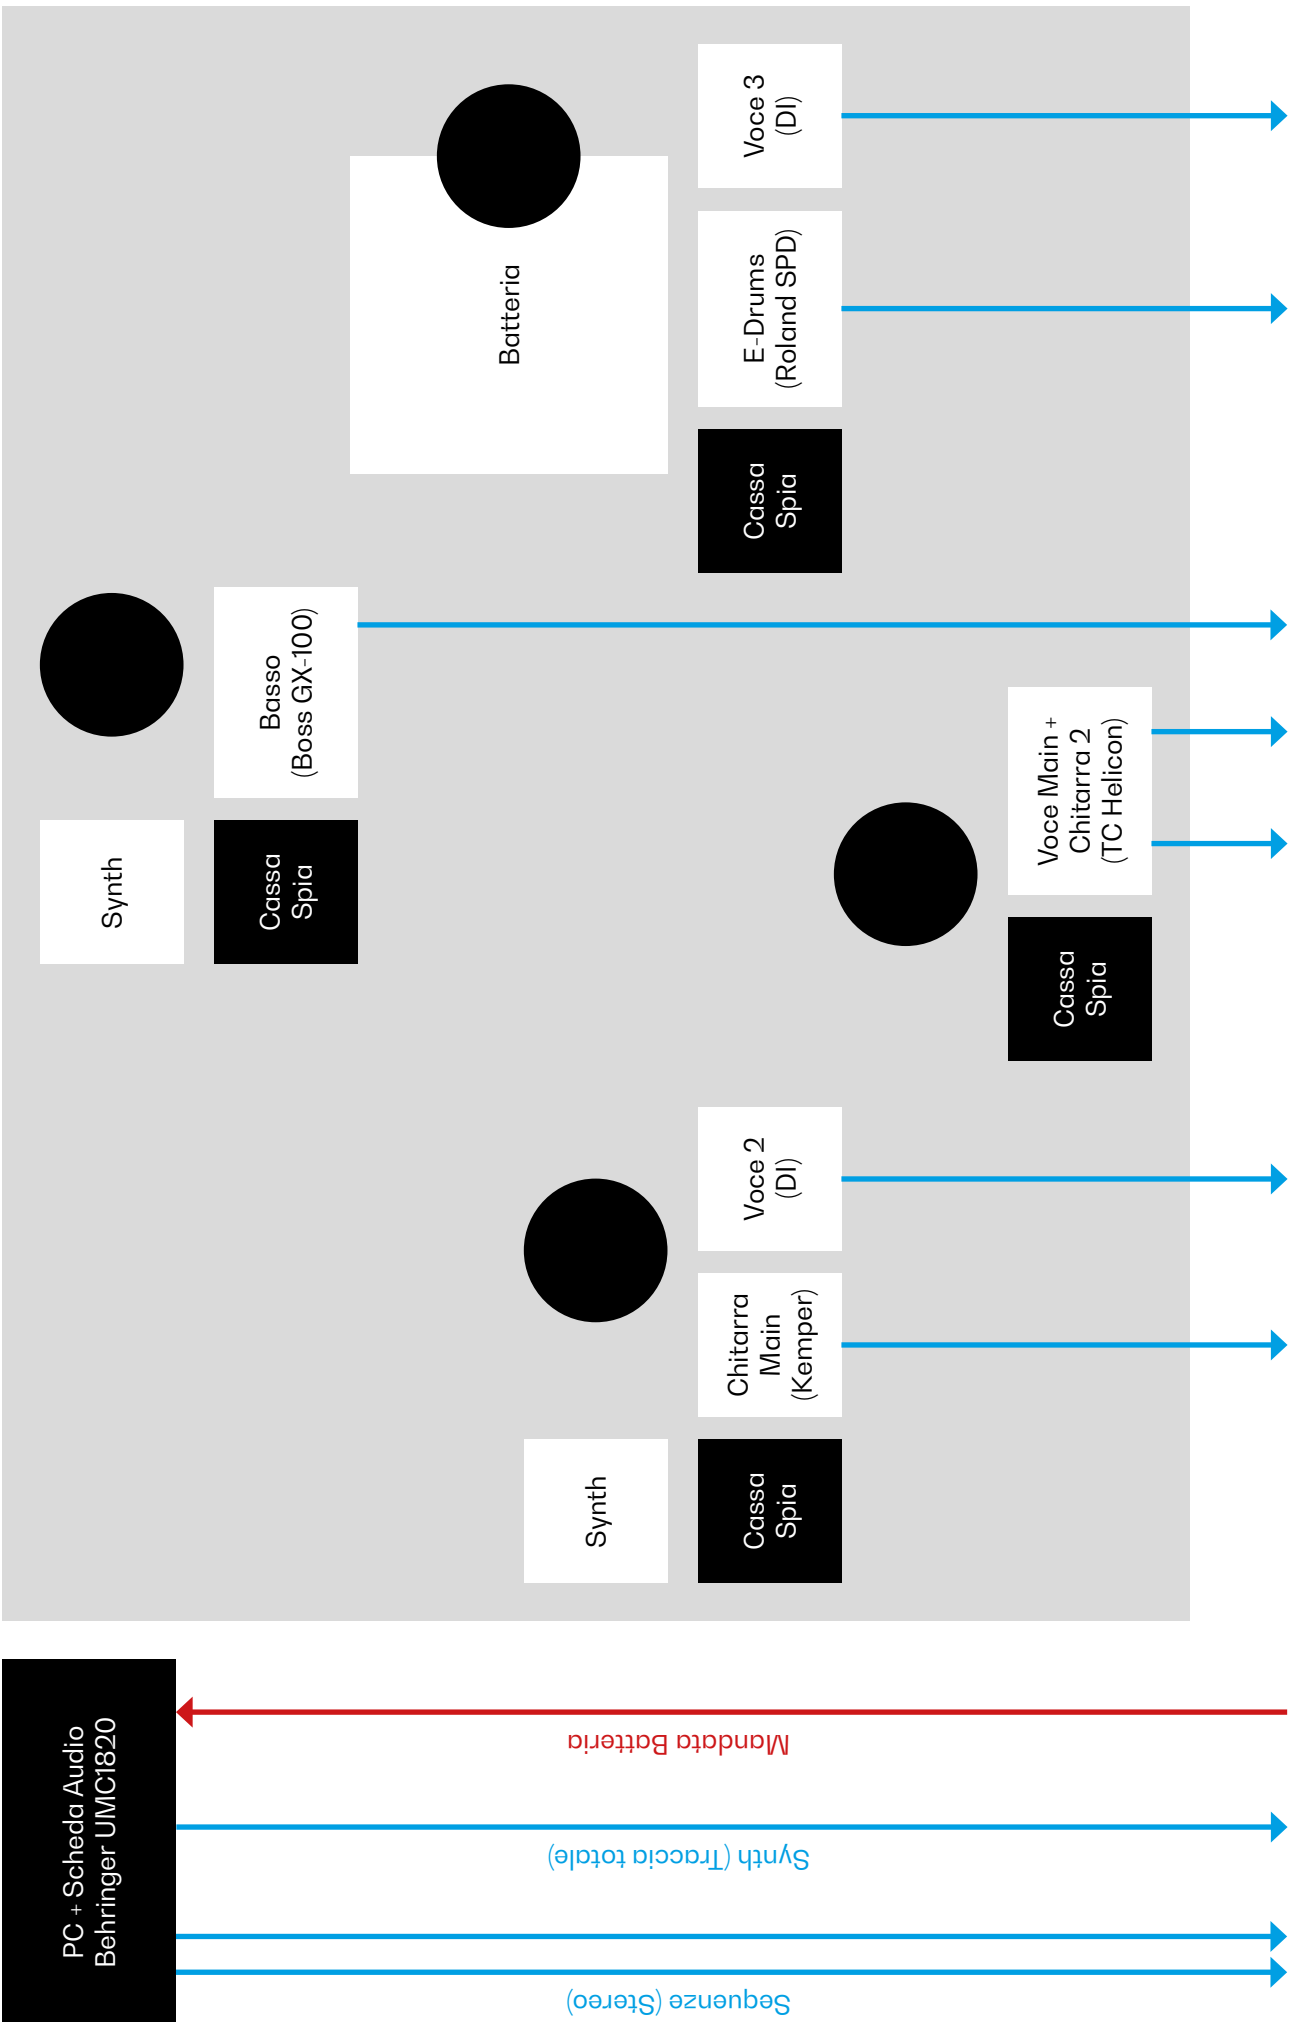 Voce 3
(DI)
Batteria
E-Drums
(Roland SPD)
Cassa
Spia
Basso
(Boss GX-100)
Voce Main +
Chitarra 2
(TC Helicon)
Synth
Cassa
Spia
Cassa
Spia
Voce 2
(DI)
Chitarra
Main
(Kemper)
Synth
Cassa
Spia
PC + Scheda Audio
Behringer UMC1820
Mandata Batteria
Synth (Traccia totale)
Sequenze (Stereo)